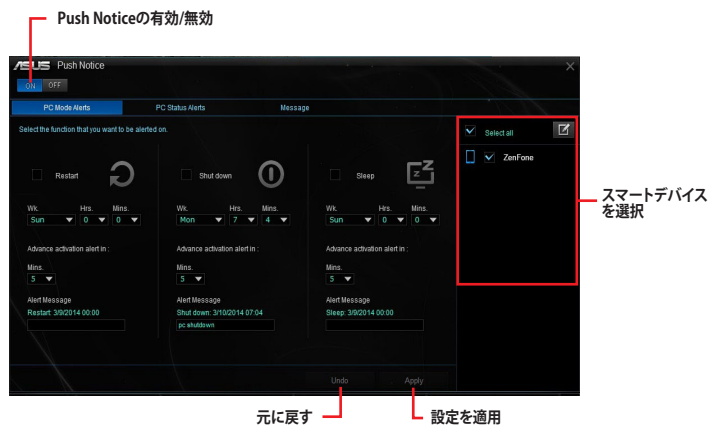 Push Noticeの有効/無効
ASUS Push Notice
ON OFF
PC Mode Alerts PC Status Alerts Message
Select the function that you want to be alerted on.
Select all
ZenFone
Restart Shut down Sleep
Wk. Hrs. Mins. Wk. Hrs. Mins. Wk. Hrs. Mins.
Sun 0 0 Mon 7 4 Sun 0 0
Advance activation alert in : Advance activation alert in : Advance activation alert in :
Mins. Mins. Mins.
5 5 5
Alert Message Alert Message Alert Message
Restart: 3/9/2014 00:00 Shut down: 3/10/2014 07:04 Sleep: 3/9/2014 00:00
pc shutdown
Undo Apply
スマートデバイス
を選択
元に戻す 設定を適用